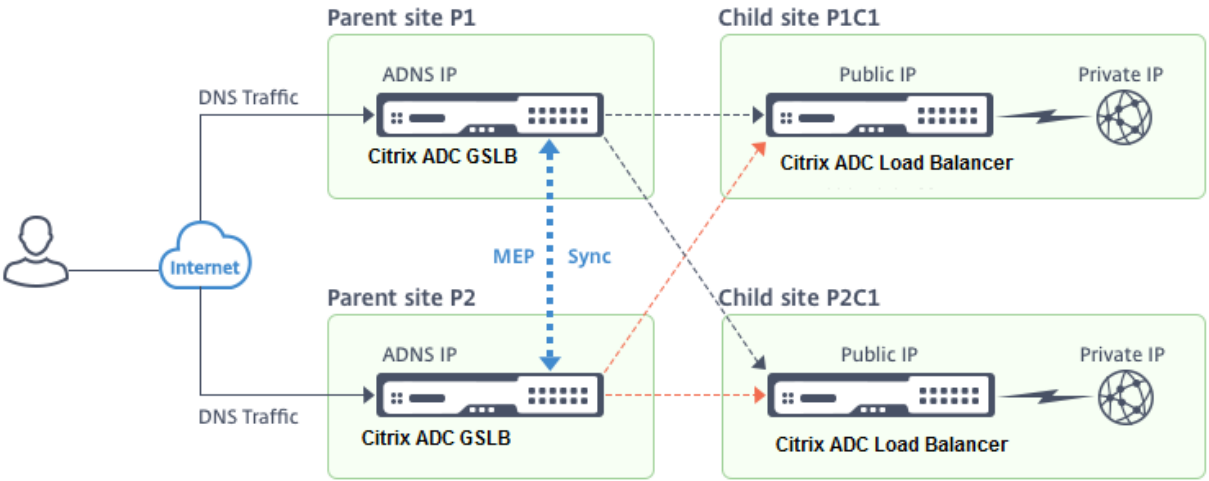 Parent site P1
Child site P1C1
ADNS IP
Public IP
Private IP
DNS Traffic
Citrix ADC GSLB
Citrix ADC Load Balancer
MEP Sync
Internet
Parent site P2
Child site P2C1
ADNS IP
Public IP
Private IP
DNS Traffic
Citrix ADC GSLB
Citrix ADC Load Balancer